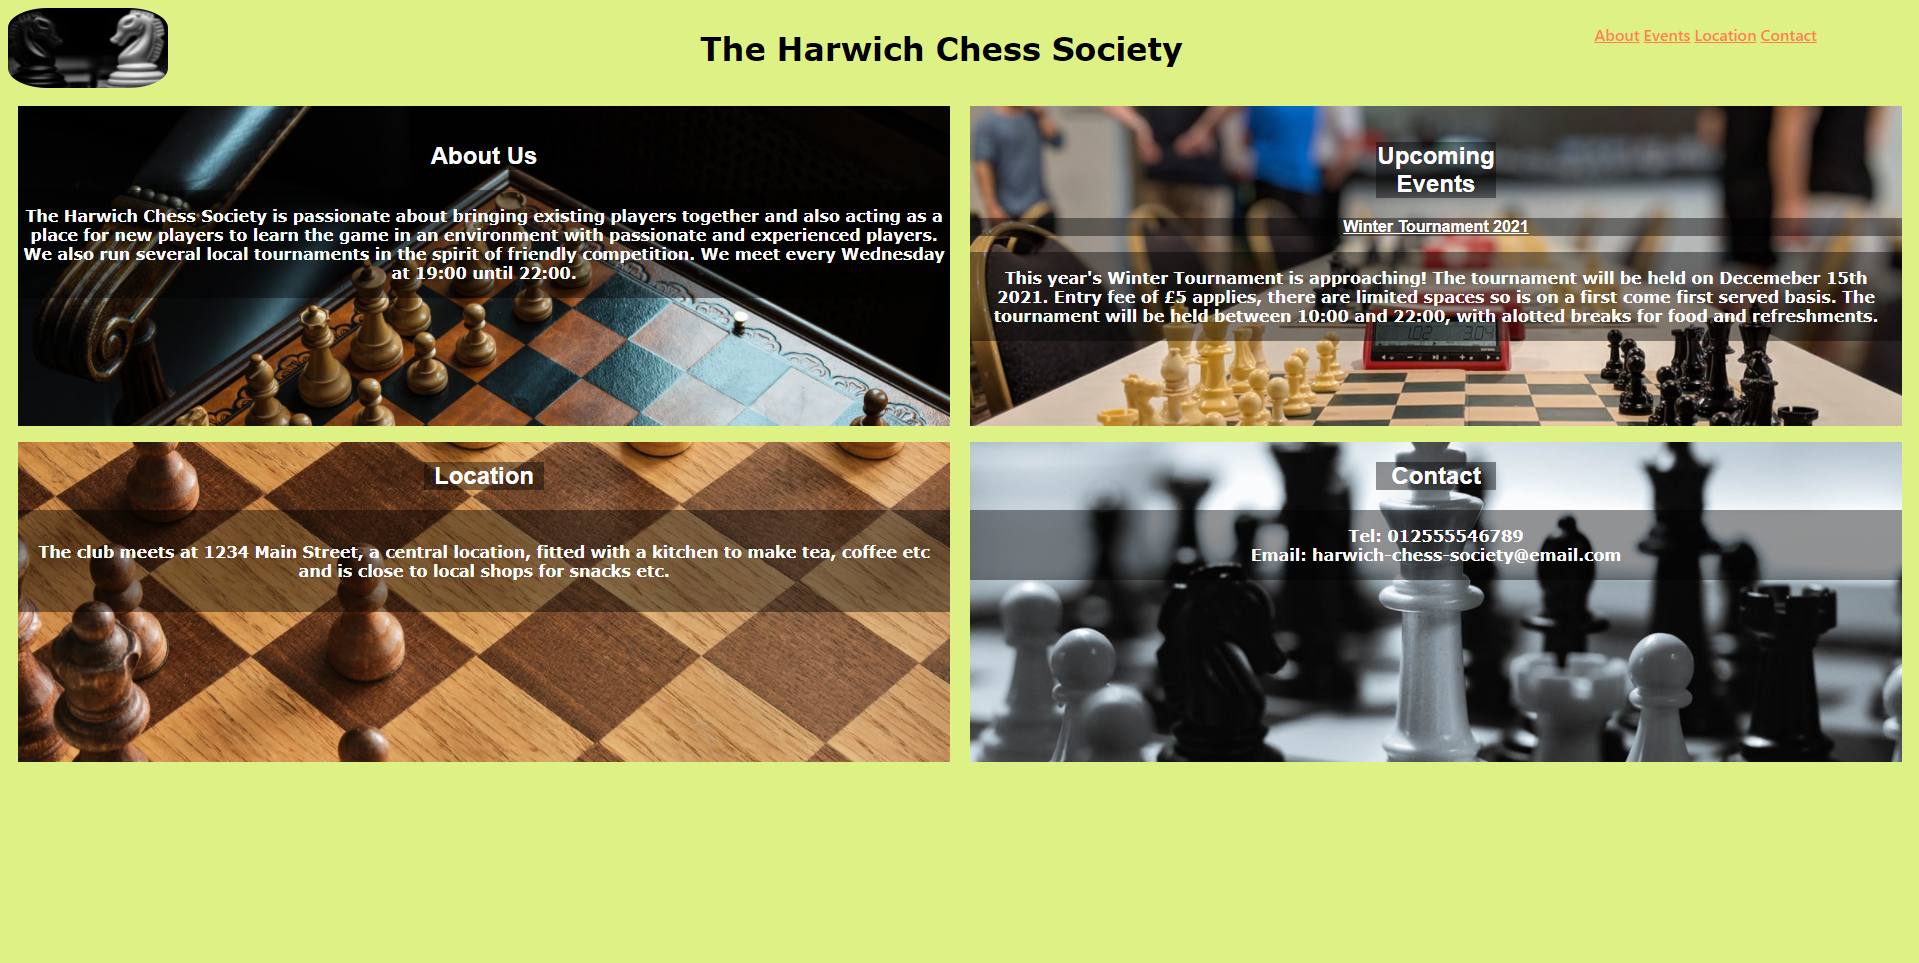 The Harwich Chess Society
About Events Location Contact
About Us
The Harwich Chess Society is passionate about bringing existing players together and also acting as a
place for new players to learn the game in an environment with passionate and experienced players.
We also run several local tournaments in the spirit of friendly competition. We meet every Wednesday
at 19:00 until 22:00.
Upcoming
Events
Winter Tournament 2021
This year's Winter Tournament is approaching! The tournament will be held on Decemeber 15th
2021. Entry fee of £5 applies, there are limited spaces so is on a first come first served basis. The
tournament will be held between 10:00 and 22:00, with alotted breaks for food and refreshments.
Location
The club meets at 1234 Main Street, a central location, fitted with a kitchen to make tea, coffee etc
and is close to local shops for snacks etc.
Contact
Tel: 012555546789
Email: harwich-chess-society@email.com